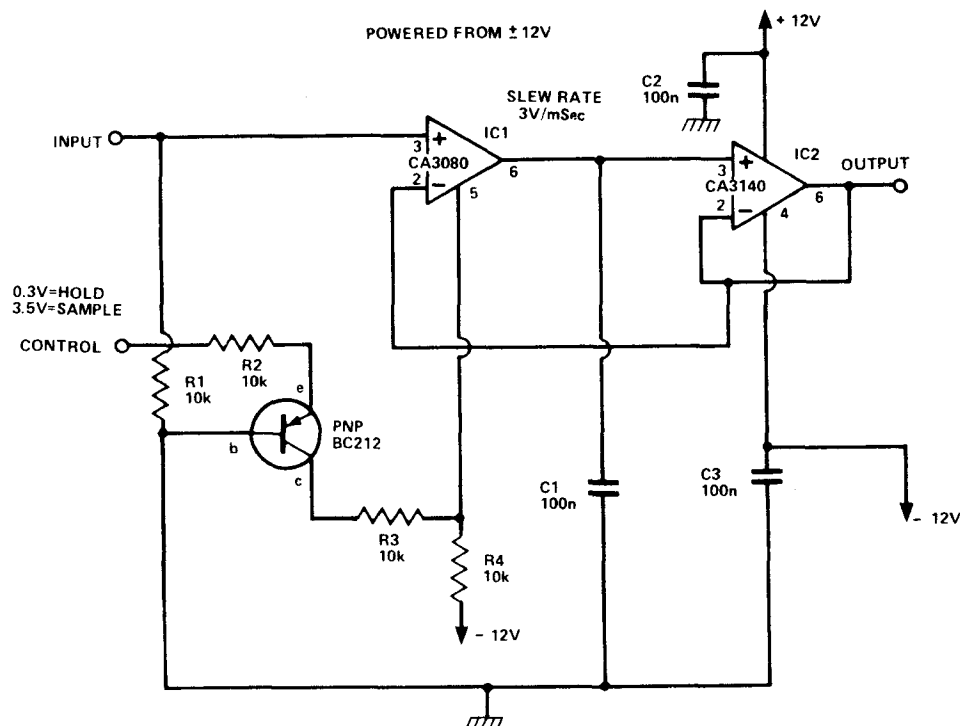 POWERED FROM ±12V
+ 12V
C2
100n
SLEW RATE
3V/mSec
INPUT
3
+
IC1
CA3080
2
−
6
5
3
+
IC2
CA3140
2
−
6
4
OUTPUT
0.3V=HOLD
3.5V=SAMPLE
CONTROL
R1
10k
R2
10k
e
b
c
PNP
BC212
R3
10k
R4
10k
− 12V
C1
100n
C3
100n
− 12V